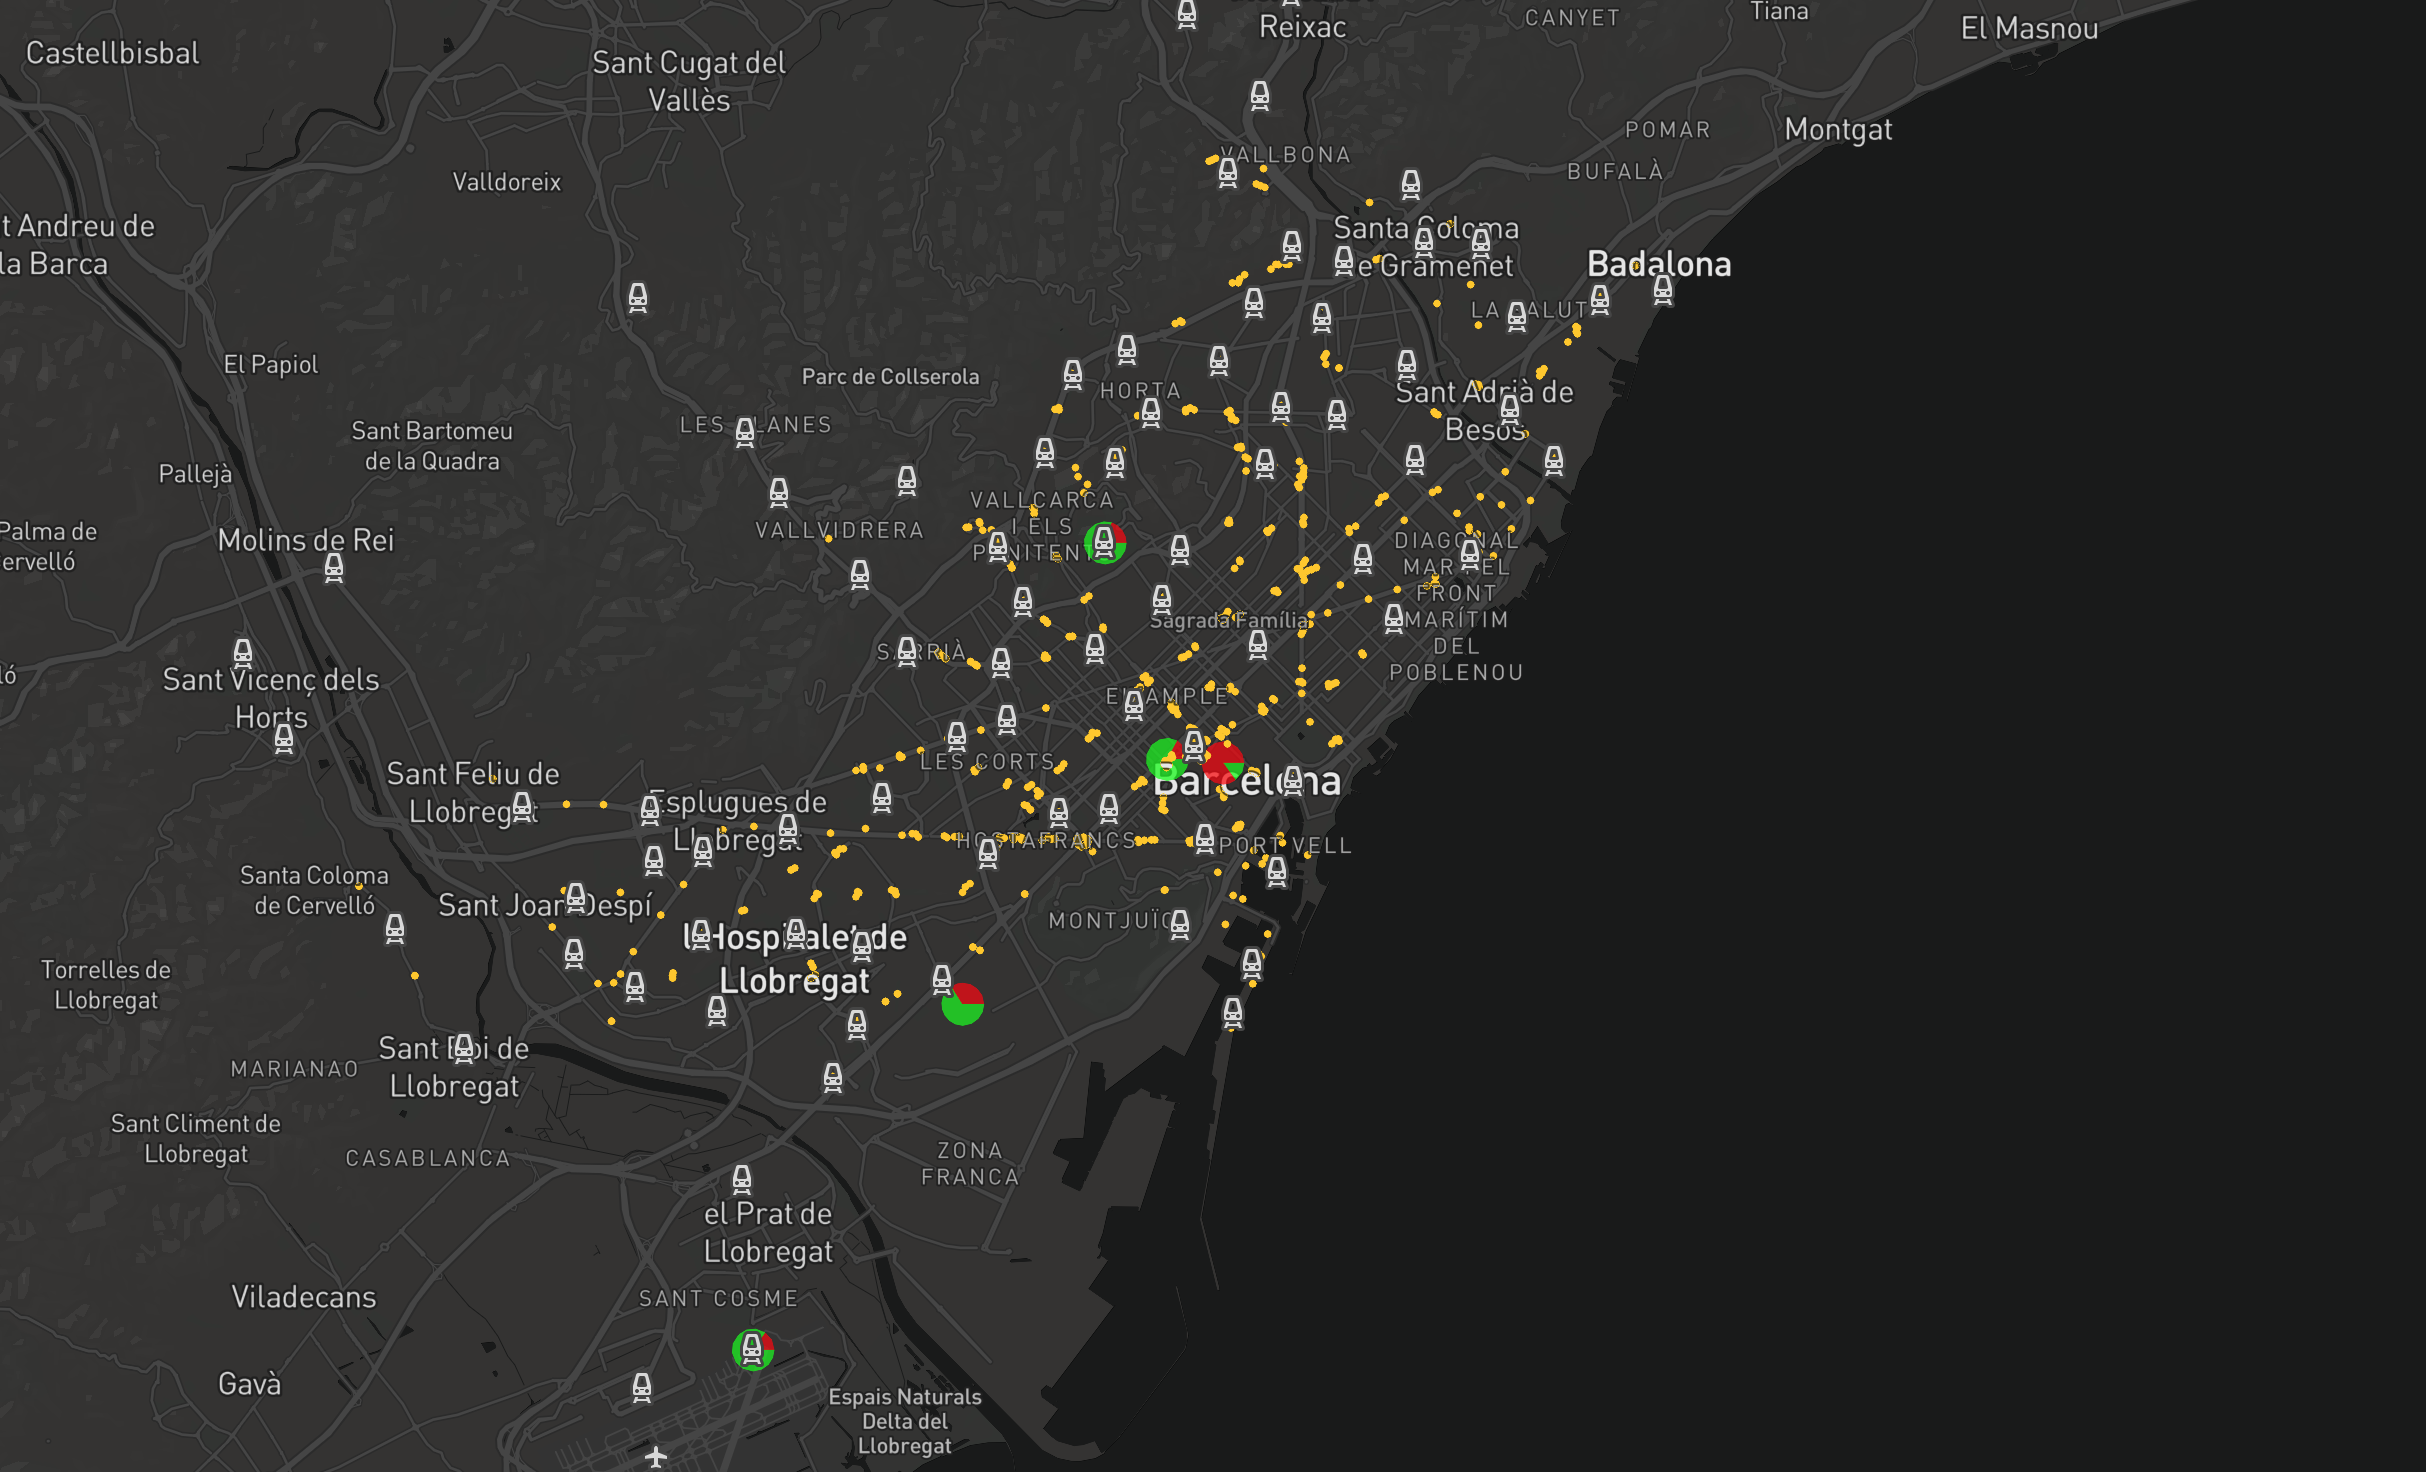 Reixac
CANYET
Tiana
El Masnou
Castellbisbal
Sant Cugat del
Vallès
POMAR
Montgat
VALLBONA
BUFALÀ
Valldoreix
t Andreu de
la Barca
Santa Coloma
e Gramenet
Badalona
LA SALUT
El Papiol
Parc de Collserola
HORTA
Sant Adrià de
Besòs
LES PLANES
Sant Bartomeu
de la Quadra
Pallejà
VALLCARCA
I ELS
PENITENTS
VALLVIDRERA
Palma de
ervelló
Molins de Rei
DIAGONAL
MAR I EL
FRONT
MARÍTIM
DEL
POBLENOU
Sagrada Família
SARRIÀ
ló
Sant Vicenç dels
Horts
EIXAMPLE
LES CORTS
Barcelona
Sant Feliu de
Llobregat
Esplugues de
Llobregat
HOSTAFRANCS
PORT VELL
Santa Coloma
de Cervelló
Sant Joan Despí
MONTJUÏC
L'Hospitalet de
Llobregat
Torrelles de
Llobregat
Sant Boi de
Llobregat
MARIANAO
Sant Climent de
Llobregat
CASABLANCA
ZONA
FRANCA
el Prat de
Llobregat
Viladecans
SANT COSME
Gavà
Espais Naturals
Delta del
Llobregat